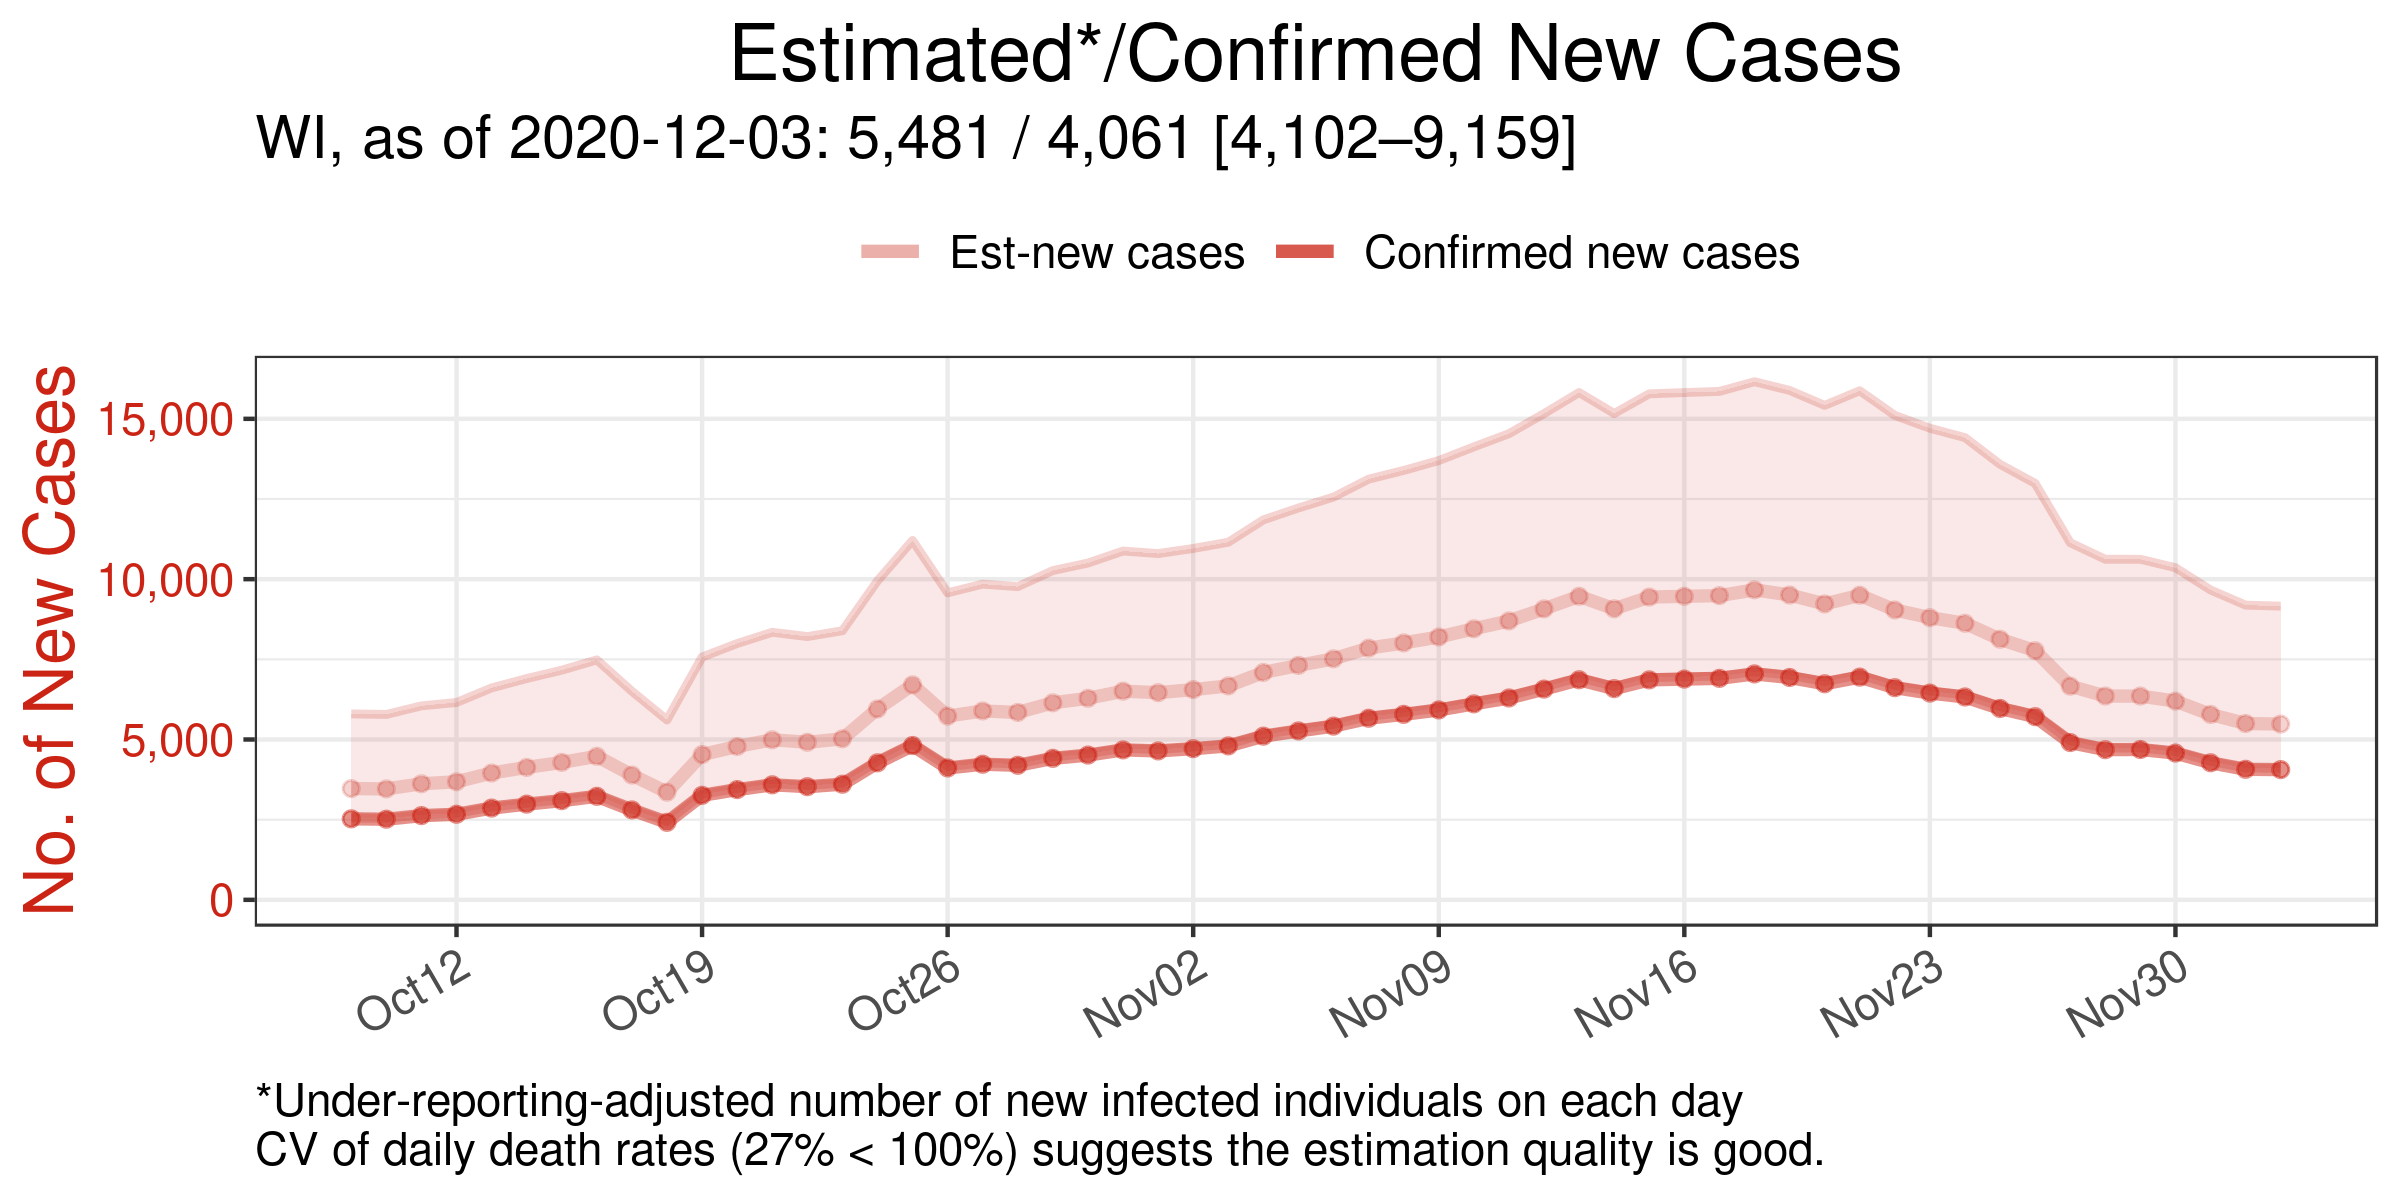 Estimated*/Confirmed New Cases
WI, as of 2020-12-03: 5,481 / 4,061 [4,102–9,159]
Est-new cases
Confirmed new cases
No. of New Cases
15,000
10,000
5,000
0
Oct12
Oct19
Oct26
Nov02
Nov09
Nov16
Nov23
Nov30
*Under-reporting-adjusted number of new infected individuals on each day
CV of daily death rates (27% < 100%) suggests the estimation quality is good.